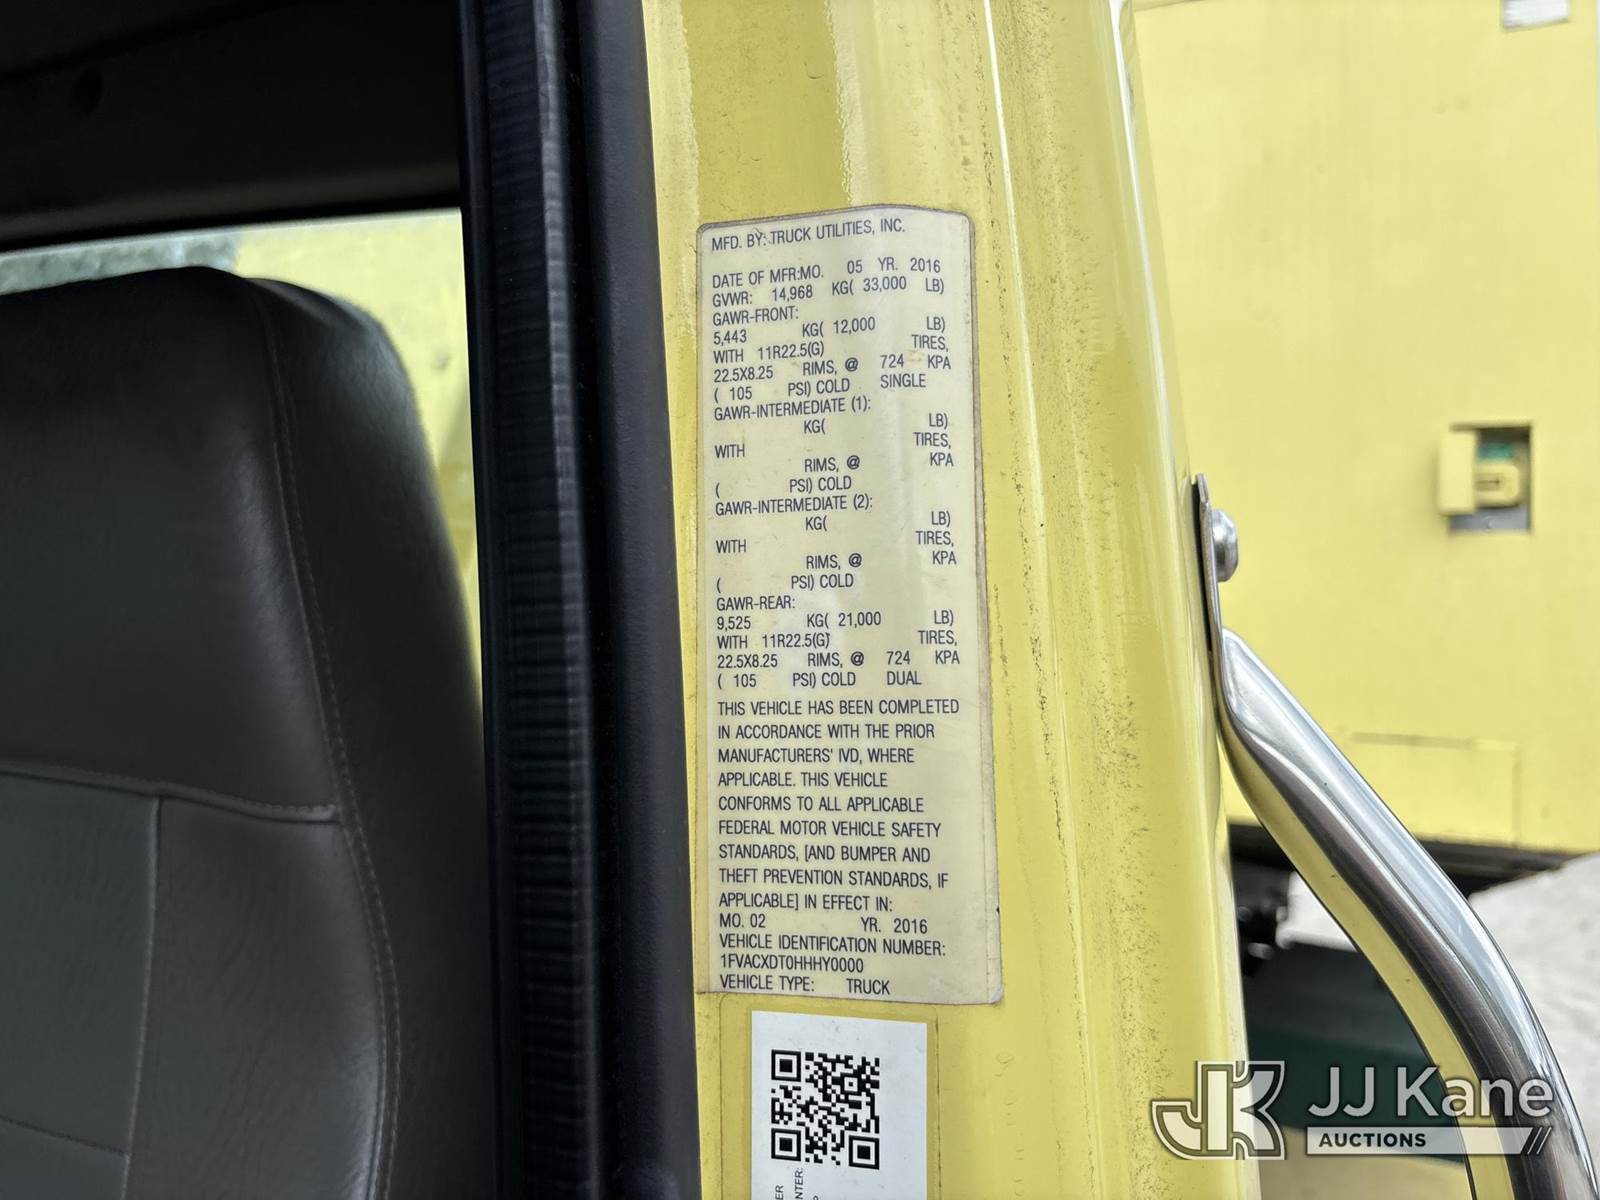 MFD. BY: TRUCK UTILITIES, INC.
DATE OF MFR:MO. 05 YR. 2016
GVWR: 14,968 KG( 33,000 LB)
GAWR-FRONT:
5,443 KG( 12,000 LB)
WITH 11R22.5(G) TIRES,
22.5X8.25 RIMS, @ 724 KPA
( 105 PSI) COLD SINGLE
GAWR-INTERMEDIATE (1):
KG( LB)
WITH TIRES,
RIMS, @ KPA
( PSI) COLD
GAWR-INTERMEDIATE (2):
KG( LB)
WITH TIRES,
RIMS, @ KPA
( PSI) COLD
GAWR-REAR:
9,525 KG( 21,000 LB)
WITH 11R22.5(G) TIRES,
22.5X8.25 RIMS, @ 724 KPA
( 105 PSI) COLD DUAL
THIS VEHICLE HAS BEEN COMPLETED
IN ACCORDANCE WITH THE PRIOR
MANUFACTURERS' IVD, WHERE
APPLICABLE. THIS VEHICLE
CONFORMS TO ALL APPLICABLE
FEDERAL MOTOR VEHICLE SAFETY
STANDARDS, [AND BUMPER AND
THEFT PREVENTION STANDARDS, IF
APPLICABLE] IN EFFECT IN:
MO. 02 YR. 2016
VEHICLE IDENTIFICATION NUMBER:
1FVACXDT0HHHY0000
VEHICLE TYPE: TRUCK
JJ Kane
AUCTIONS